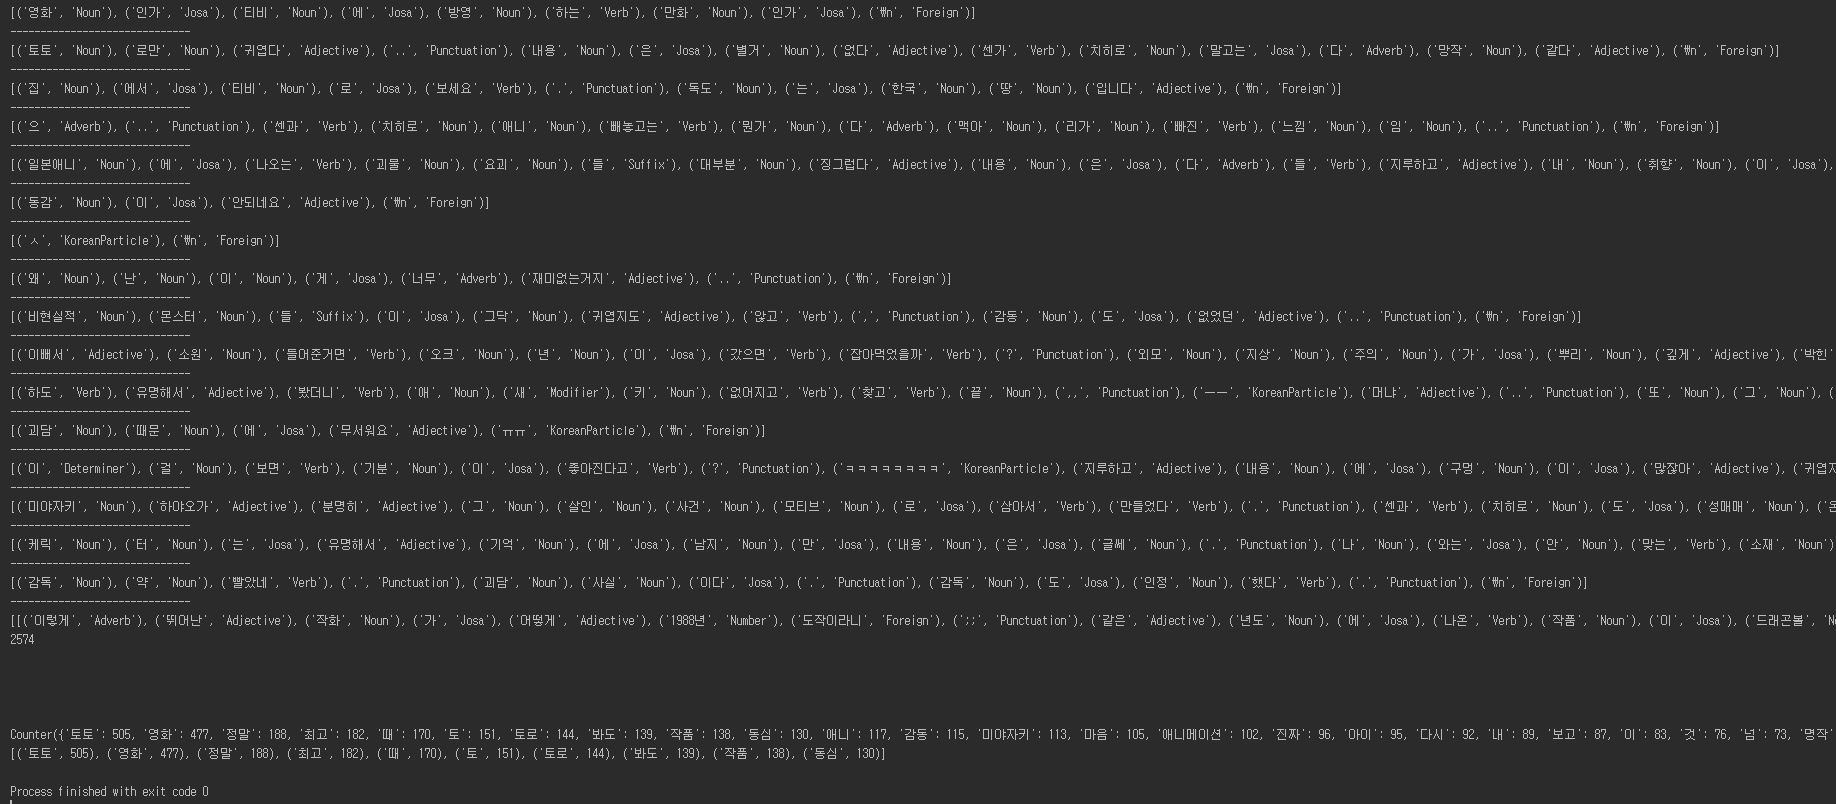 [('영화', 'Noun'), ('인가', 'Josa'), ('티비', 'Noun'), ('에', 'Josa'), ('방영', 'Noun'), ('하는', 'Verb'), ('만화', 'Noun'), ('인가', 'Josa'), ('₩n', 'Foreign')]
------------------------------
[('토토', 'Noun'), ('로만', 'Noun'), ('귀엽다', 'Adjective'), ('..', 'Punctuation'), ('내용', 'Noun'), ('은', 'Josa'), ('별거', 'Noun'), ('없다', 'Adjective'), ('센가', 'Verb'), ('치히로', 'Noun'), ('말고는', 'Josa'), ('다', 'Adverb'), ('망작', 'Noun'), ('같다', 'Adjective'), ('₩n', 'Foreign')]
------------------------------
[('집', 'Noun'), ('에서', 'Josa'), ('티비', 'Noun'), ('로', 'Josa'), ('보세요', 'Verb'), ('.', 'Punctuation'), ('독도', 'Noun'), ('는', 'Josa'), ('한국', 'Noun'), ('땅', 'Noun'), ('입니다', 'Adjective'), ('₩n', 'Foreign')]
------------------------------
[('으', 'Adverb'), ('..', 'Punctuation'), ('센과', 'Verb'), ('치히로', 'Noun'), ('애니', 'Noun'), ('빼놓고는', 'Verb'), ('뭔가', 'Noun'), ('다', 'Adverb'), ('맥아', 'Noun'), ('리가', 'Noun'), ('빠진', 'Verb'), ('느낌', 'Noun'), ('임', 'Noun'), ('..', 'Punctuation'), ('₩n', 'Foreign')]
------------------------------
[('일본애니', 'Noun'), ('에', 'Josa'), ('나오는', 'Verb'), ('괴물', 'Noun'), ('요괴', 'Noun'), ('들', 'Suffix'), ('대부분', 'Noun'), ('징그럽다', 'Adjective'), ('내용', 'Noun'), ('은', 'Josa'), ('다', 'Adverb'), ('들', 'Verb'), ('지루하고', 'Adjective'), ('내', 'Noun'), ('취향', 'Noun'), ('이', 'Josa'),
------------------------------
[('동감', 'Noun'), ('이', 'Josa'), ('안되네요', 'Adjective'), ('₩n', 'Foreign')]
------------------------------
[('ㅅ', 'KoreanParticle'), ('₩n', 'Foreign')]
------------------------------
[('왜', 'Noun'), ('난', 'Noun'), ('이', 'Noun'), ('게', 'Josa'), ('너무', 'Adverb'), ('재미없는거지', 'Adjective'), ('..', 'Punctuation'), ('₩n', 'Foreign')]
------------------------------
[('비현실적', 'Noun'), ('몬스터', 'Noun'), ('들', 'Suffix'), ('이', 'Josa'), ('그닥', 'Noun'), ('귀엽지도', 'Adjective'), ('않고', 'Verb'), (',', 'Punctuation'), ('감동', 'Noun'), ('도', 'Josa'), ('없었던', 'Adjective'), ('..', 'Punctuation'), ('₩n', 'Foreign')]
------------------------------
[('이뻐서', 'Adjective'), ('소원', 'Noun'), ('들어준거면', 'Verb'), ('오크', 'Noun'), ('년', 'Noun'), ('이', 'Josa'), ('갔으면', 'Verb'), ('잡아먹었을까', 'Verb'), ('?', 'Punctuation'), ('외모', 'Noun'), ('지상', 'Noun'), ('주의', 'Noun'), ('가', 'Josa'), ('뿌리', 'Noun'), ('깊게', 'Adjective'), ('박힌'
------------------------------
[('하도', 'Verb'), ('유명해서', 'Adjective'), ('봤더니', 'Verb'), ('애', 'Noun'), ('새', 'Modifier'), ('키', 'Noun'), ('없어지고', 'Verb'), ('찾고', 'Verb'), ('끝', 'Noun'), (',,', 'Punctuation'), ('ㅡㅡ', 'KoreanParticle'), ('머냐', 'Adjective'), ('..', 'Punctuation'), ('또', 'Noun'), ('그', 'Noun'), (
------------------------------
[('괴담', 'Noun'), ('때문', 'Noun'), ('에', 'Josa'), ('무서워요', 'Adjective'), ('ㅠㅠ', 'KoreanParticle'), ('₩n', 'Foreign')]
------------------------------
[('이', 'Determiner'), ('걸', 'Noun'), ('보면', 'Verb'), ('기분', 'Noun'), ('이', 'Josa'), ('좋아진다고', 'Verb'), ('?', 'Punctuation'), ('ㅋㅋㅋㅋㅋㅋㅋㅋ', 'KoreanParticle'), ('지루하고', 'Adjective'), ('내용', 'Noun'), ('에', 'Josa'), ('구멍', 'Noun'), ('이', 'Josa'), ('많잖아', 'Adjective'), ('귀엽지
------------------------------
[('미야자키', 'Noun'), ('하야오가', 'Adjective'), ('분명히', 'Adjective'), ('그', 'Noun'), ('살인', 'Noun'), ('사건', 'Noun'), ('모티브', 'Noun'), ('로', 'Josa'), ('삼아서', 'Verb'), ('만들었다', 'Verb'), ('.', 'Punctuation'), ('센과', 'Verb'), ('치히로', 'Noun'), ('도', 'Josa'), ('성매매', 'Noun'), ('
------------------------------
[('케릭', 'Noun'), ('터', 'Noun'), ('는', 'Josa'), ('유명해서', 'Adjective'), ('기억', 'Noun'), ('에', 'Josa'), ('남지', 'Noun'), ('만', 'Josa'), ('내용', 'Noun'), ('은', 'Josa'), ('글쎄', 'Noun'), ('.', 'Punctuation'), ('나', 'Noun'), ('와는', 'Josa'), ('안', 'Noun'), ('맞는', 'Verb'), ('소재', 'Noun')
------------------------------
[('감독', 'Noun'), ('약', 'Noun'), ('빨았네', 'Verb'), ('.', 'Punctuation'), ('괴담', 'Noun'), ('사실', 'Noun'), ('이다', 'Josa'), ('.', 'Punctuation'), ('감독', 'Noun'), ('도', 'Josa'), ('인정', 'Noun'), ('했다', 'Verb'), ('.', 'Punctuation'), ('₩n', 'Foreign')]
------------------------------
[[('이렇게', 'Adverb'), ('뛰어난', 'Adjective'), ('작화', 'Noun'), ('가', 'Josa'), ('어떻게', 'Adjective'), ('1988년', 'Number'), ('도작이라니', 'Foreign'), (';;', 'Punctuation'), ('같은', 'Adjective'), ('년도', 'Noun'), ('에', 'Josa'), ('나온', 'Verb'), ('작품', 'Noun'), ('이', 'Josa'), ('드래곤볼',
2574
Counter({'토토': 505, '영화': 477, '정말': 188, '최고': 182, '때': 170, '토': 151, '토로': 144, '봐도': 139, '작품': 138, '동심': 130, '애니': 117, '감동': 115, '미야자키': 113, '마음': 105, '애니메이션': 102, '진짜': 96, '아이': 95, '다시': 92, '내': 89, '보고': 87, '이': 83, '것': 76, '넘': 73, '명작'
[('토토', 505), ('영화', 477), ('정말', 188), ('최고', 182), ('때', 170), ('토', 151), ('토로', 144), ('봐도', 139), ('작품', 138), ('동심', 130)]
Process finished with exit code 0